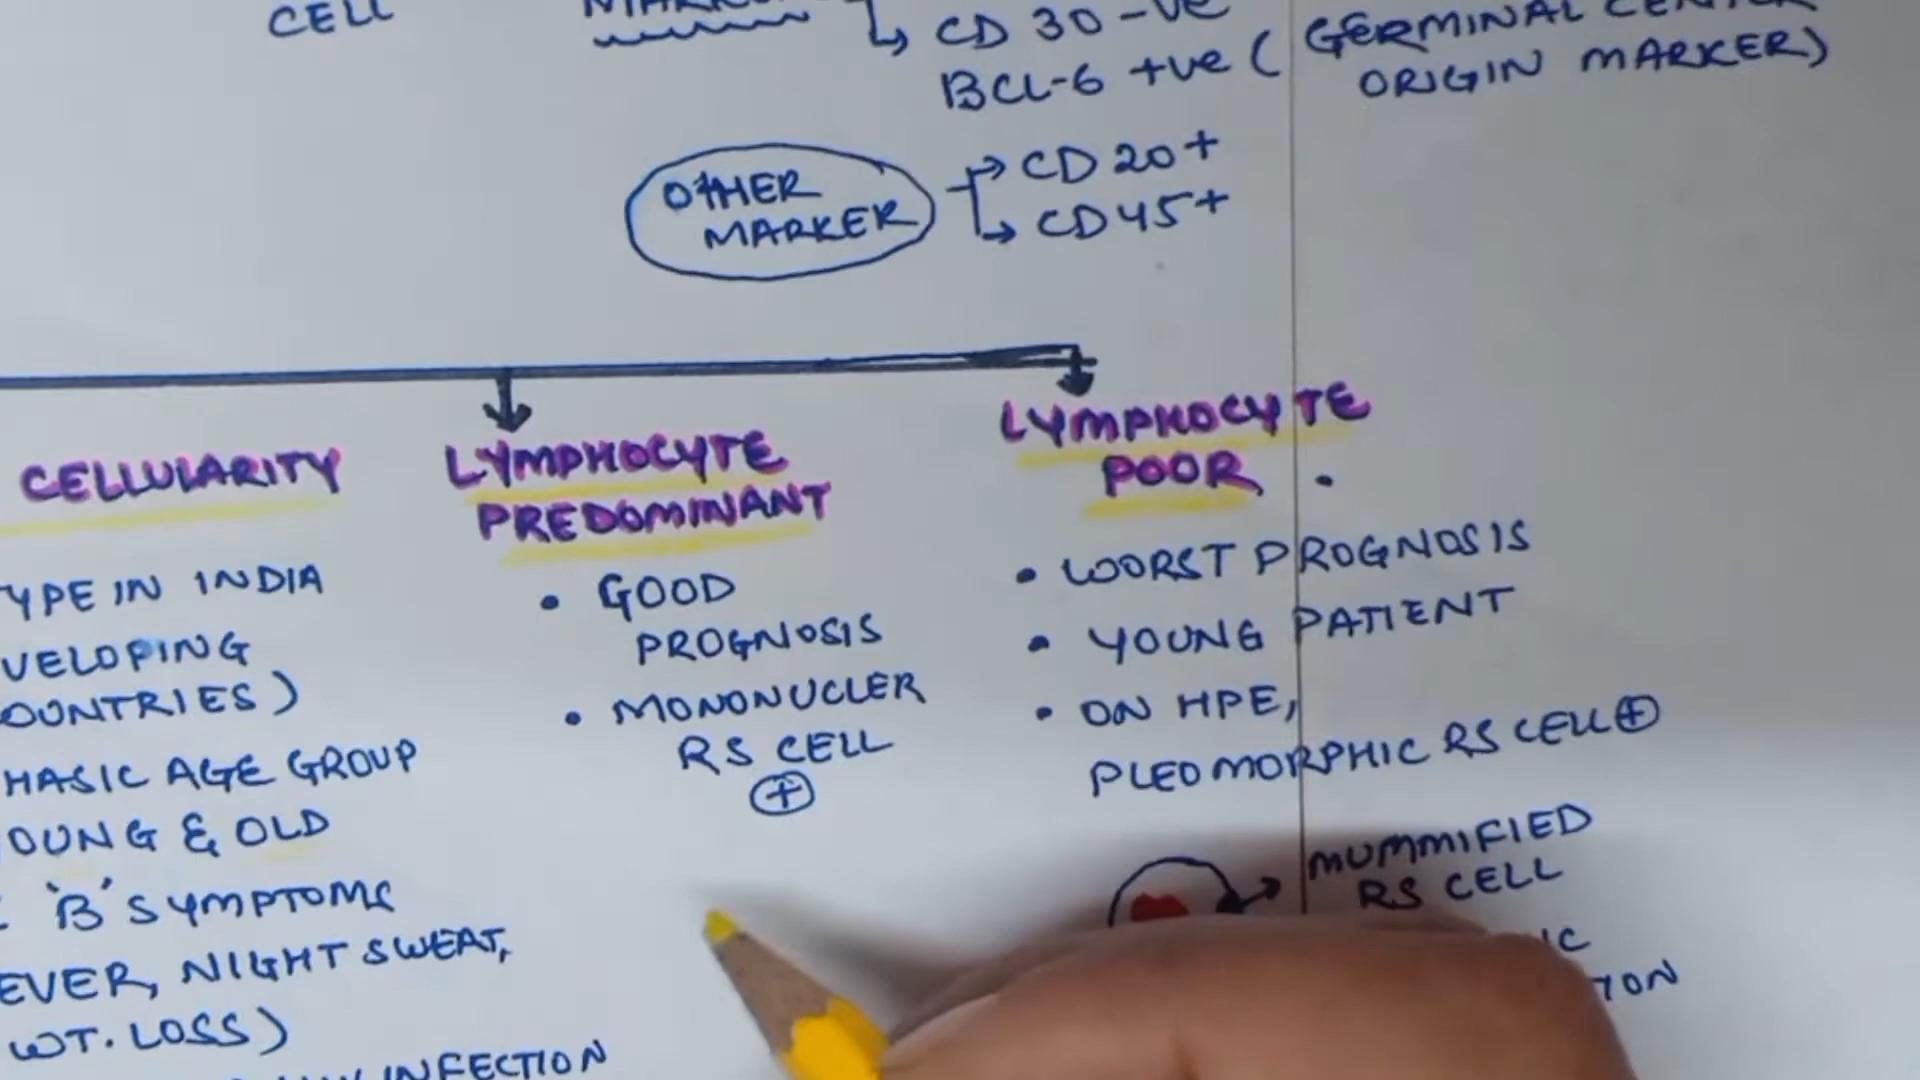 CELL
CD 30 -ve
BCL-6 +ve ( GERMINAL
ORIGIN MARKER)
OTHER
MARKER
CD 20+
CD45+
CELLULARITY
YPE IN INDIA
VELOPING
OUNTRIES)
HASIC AGE GROUP
OUNG & OLD
'B' SYMPTOMS
EVER, NIGHT SWEAT,
WT. LOSS)
INFECTION
LYMPHOCYTE
PREDOMINANT
• GOOD
PROGNOSIS
• MONONUCLER
RS CELL
+
LYMPHOCYTE
POOR .
• WORST PROGNOSIS
• YOUNG PATIENT
• ON HPE,
PLEOMORPHIC RS CELL +
MUMMIFIED
RS CELL
IC
TON